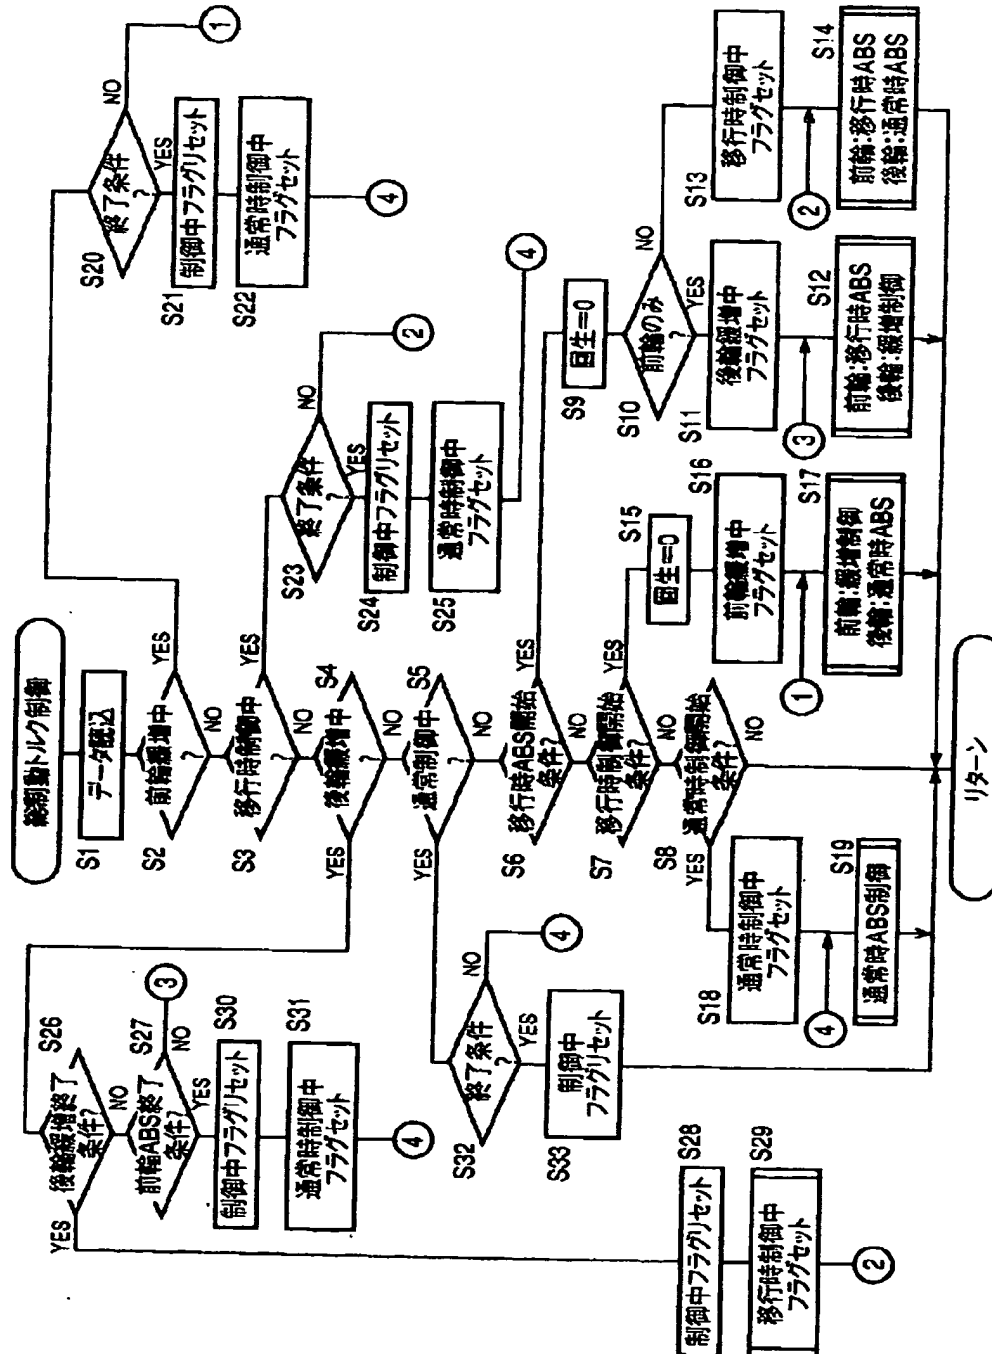 総制動トルク制御
S1
データ読込
S2
前輪緩増中
?
YES
NO
S3
移行時制御中
?
YES
NO
S4
後輪緩増中
?
YES
NO
S5
通常制御中
?
YES
NO
S6
移行時ABS開始
条件?
YES
NO
S7
移行時制御開始
条件?
YES
NO
S8
通常時制御開始
条件?
YES
NO
リターン
S9
回生=0
S10
前輪のみ
?
YES
NO
S11
後輪緩増中
フラグセット
3
S12
前輪:移行時ABS
後輪:緩増制御
S13
移行時制御中
フラグセット
2
S14
前輪:移行時ABS
後輪:通常時ABS
S15
回生=0
S16
前輪緩増中
フラグセット
1
S17
前輪:緩増制御
後輪:通常時ABS
S18
通常時制御中
フラグセット
4
S19
通常時ABS制御
S20
終了条件
?
NO
1
YES
S21
制御中フラグリセット
S22
通常時制御中
フラグセット
4
S23
終了条件
?
NO
2
YES
S24
制御中フラグリセット
S25
通常時制御中
フラグセット
4
S26
後輪緩増終了
条件?
YES
NO
S27
前輪ABS終了
条件?
NO
3
YES
S28
制御中フラグリセット
S29
移行時制御中
フラグセット
2
S30
制御中フラグリセット
S31
通常時制御中
フラグセット
4
S32
終了条件
?
NO
4
YES
S33
制御中
フラグリセット